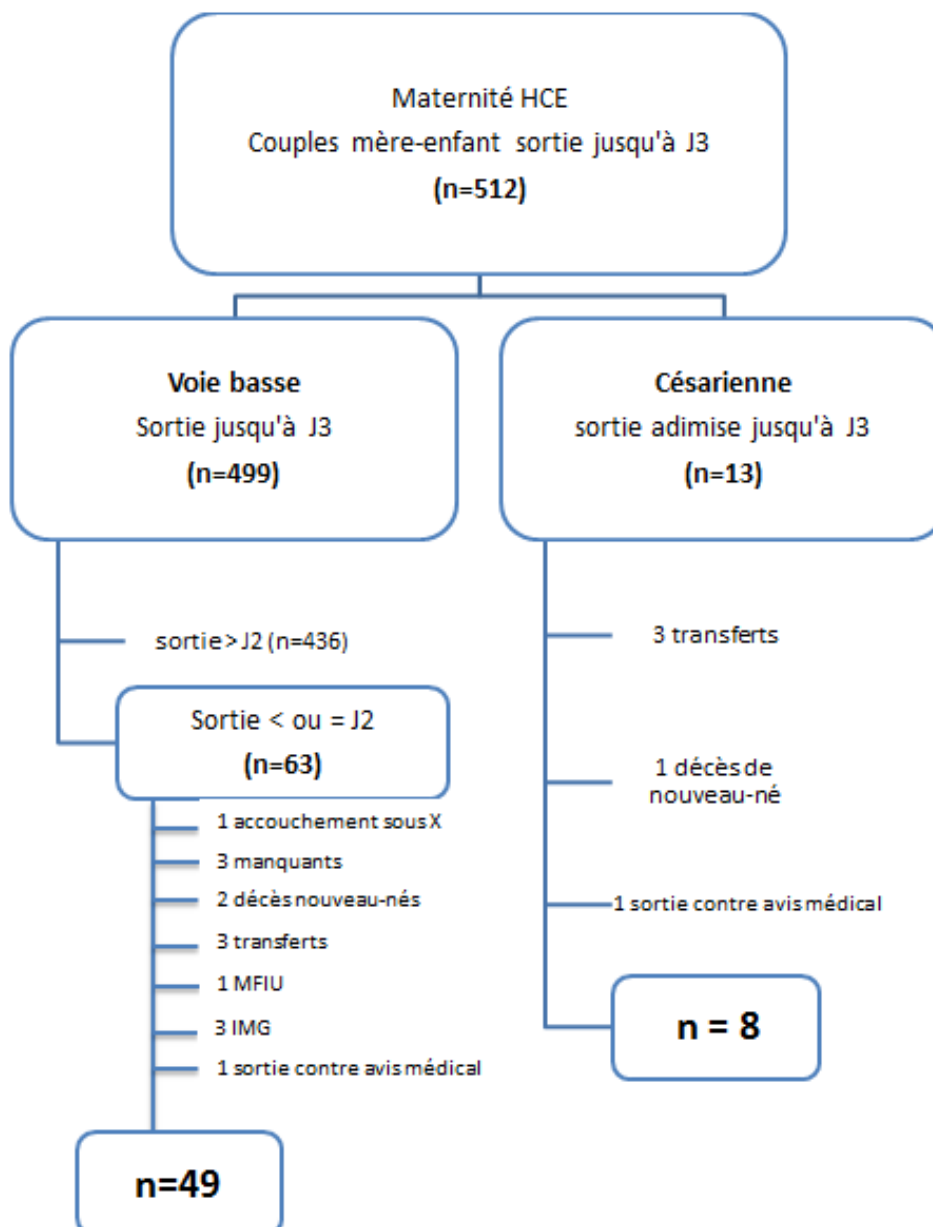 Maternité HCE
Couples mère-enfant sortie jusqu'à J3
(n=512)
Voie basse
Sortie jusqu'à J3
(n=499)
sortie > J2 (n=436)
Sortie < ou = J2
(n=63)
1 accouchement sous X
3 manquants
2 décès nouveau-nés
3 transferts
1 MFIU
3 IMG
1 sortie contre avis médical
n=49
Césarienne
sortie adimise jusqu'à J3
(n=13)
3 transferts
1 décès de
nouveau-né
1 sortie contre avis médical
n = 8